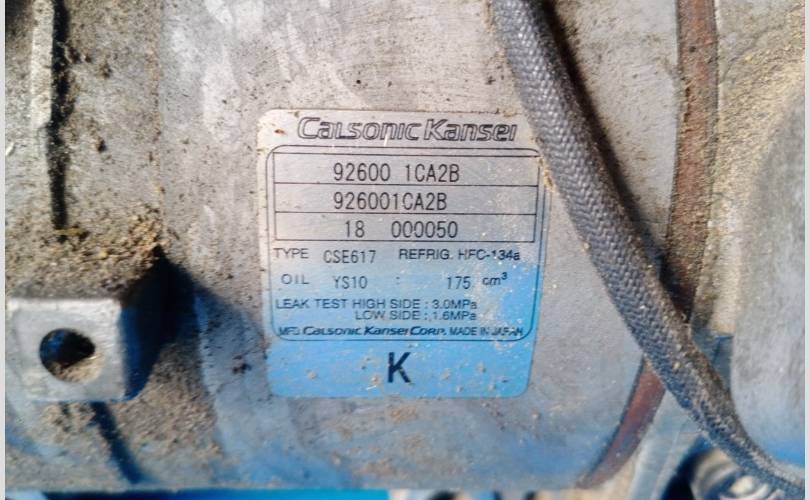 Calsonic Kansei
92600 1CA2B
926001CA2B
18 000050
TYPE CSE617 REFRIG. HFC-134a
OIL YS10 : 175 cm³
LEAK TEST HIGH SIDE : 3.0MPa
LOW SIDE : 1.6MPa
MFD. Calsonic Kansei Corp. MADE IN JAPAN
K